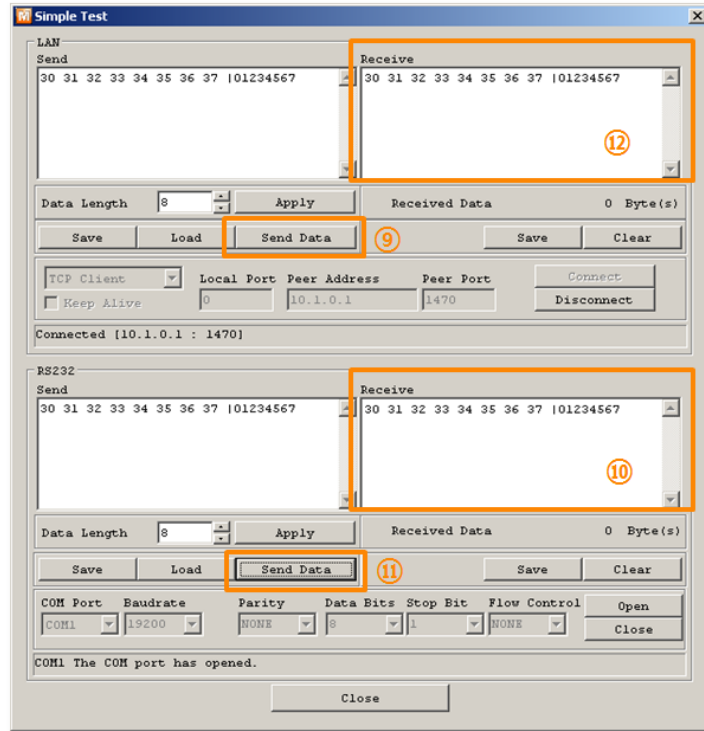 Simple Test
LAN
Send Receive
30 31 32 33 34 35 36 37 |01234567 30 31 32 33 34 35 36 37 |01234567
⑫
Data Length 8 Apply Received Data 0 Byte(s)
Save Load Send Data ⑨ Save Clear
TCP Client Local Port Peer Address Peer Port Connect
Keep Alive 0 10.1.0.1 1470 Disconnect
Connected [10.1.0.1 : 1470]
RS232
Send Receive
30 31 32 33 34 35 36 37 |01234567 30 31 32 33 34 35 36 37 |01234567
⑩
Data Length 8 Apply Received Data 0 Byte(s)
Save Load Send Data ⑪ Save Clear
COM Port Baudrate Parity Data Bits Stop Bit Flow Control Open
COM1 19200 NONE 8 1 NONE Close
COM1 The COM port has opened.
Close